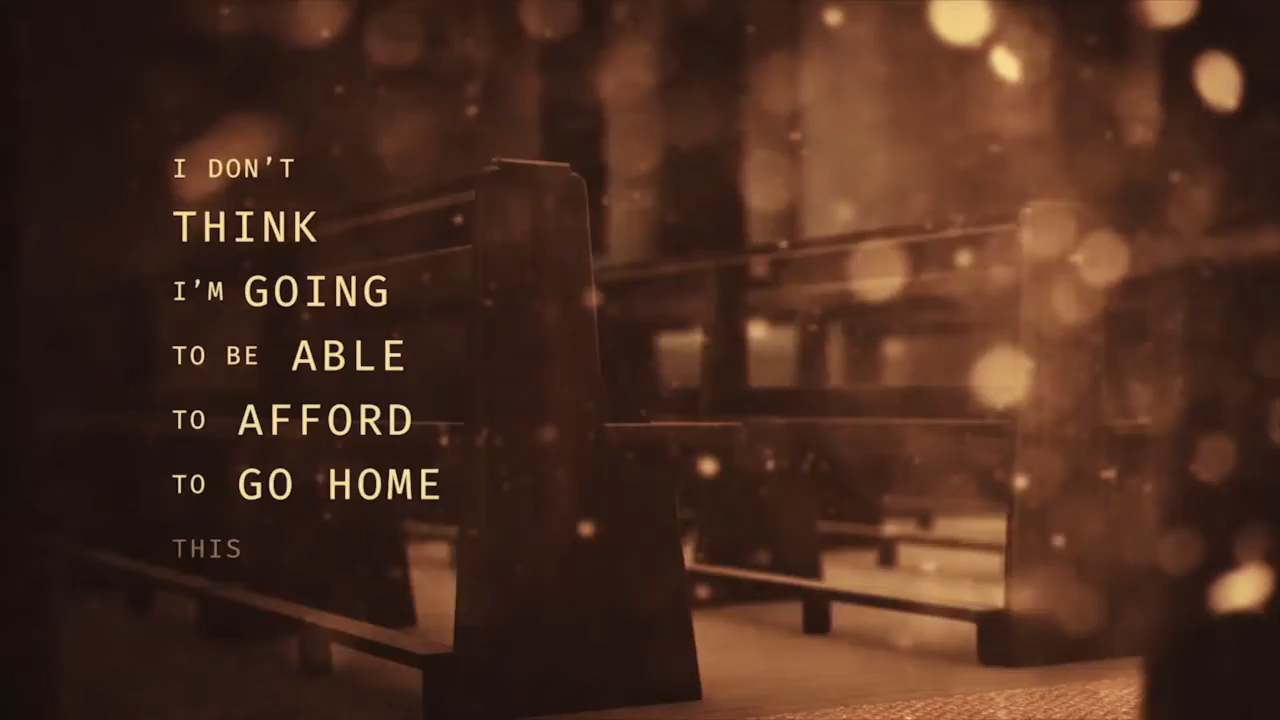 I DON’T
THINK
I’M GOING
TO BE ABLE
TO AFFORD
TO GO HOME
THIS